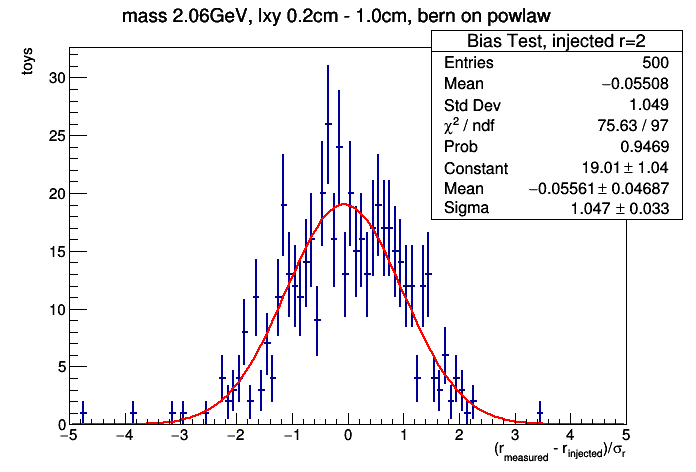 mass 2.06GeV, lxy 0.2cm - 1.0cm, bern on powlaw
Bias Test, injected r=2
Entries 500
Mean −0.05508
Std Dev 1.049
χ² / ndf 75.63 / 97
Prob 0.9469
Constant 19.01 ± 1.04
Mean −0.05561 ± 0.04687
Sigma 1.047 ± 0.033
toys
30
25
20
15
10
5
0
−5 −4 −3 −2 −1 0 1 2 3 4 5
(r_measured - r_injected)/σ_r